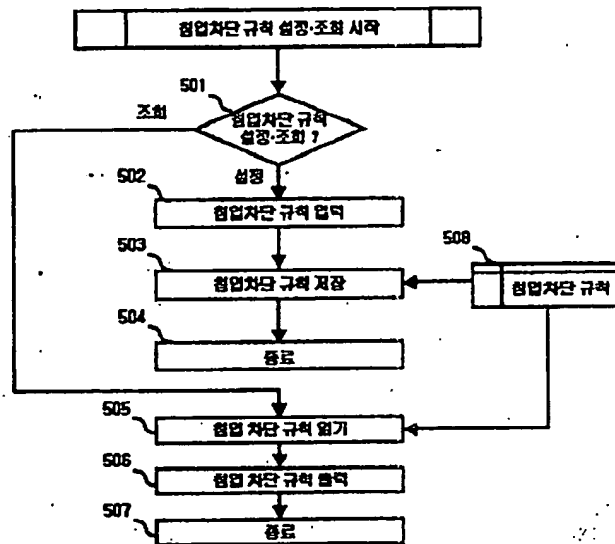 침입차단 규칙 설정·조회 시작
501
조회
침입차단 규칙
설정·조회 ?
설정
502
침입차단 규칙 입력
503
침입차단 규칙 저장
508
침입차단 규칙
504
종료
505
침입 차단 규칙 읽기
506
침입 차단 규칙 출력
507
종료